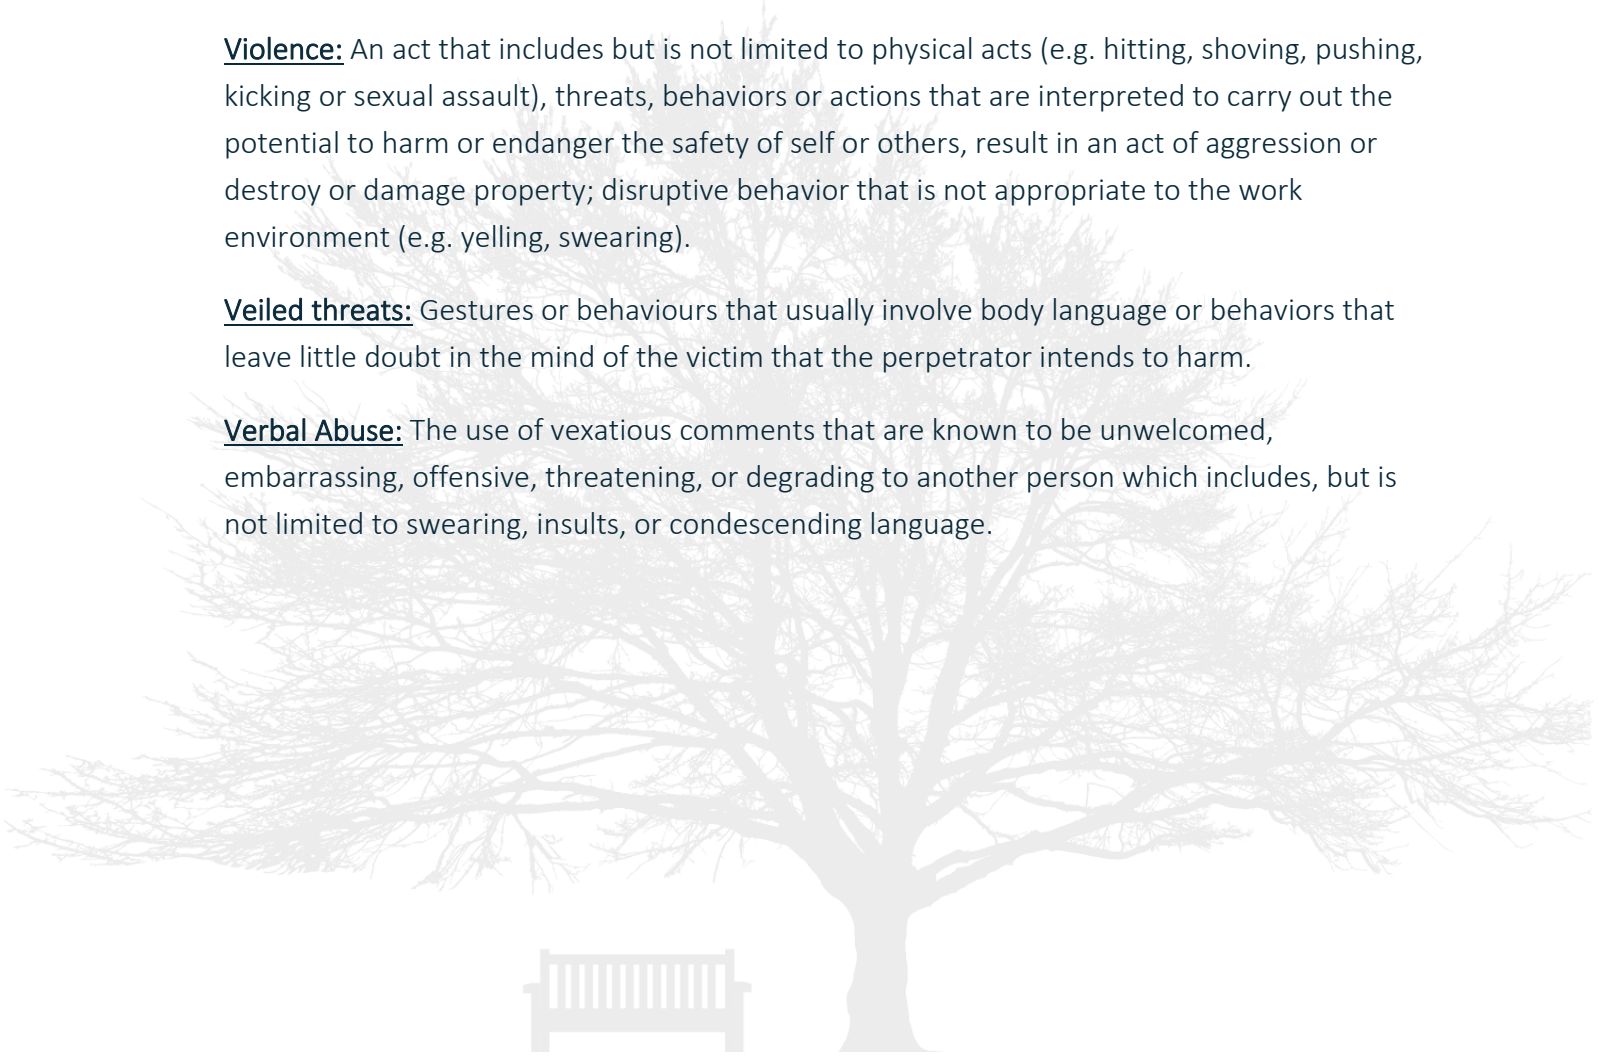 Violence: An act that includes but is not limited to physical acts (e.g. hitting, shoving, pushing,
kicking or sexual assault), threats, behaviors or actions that are interpreted to carry out the
potential to harm or endanger the safety of self or others, result in an act of aggression or
destroy or damage property; disruptive behavior that is not appropriate to the work
environment (e.g. yelling, swearing).
Veiled threats: Gestures or behaviours that usually involve body language or behaviors that
leave little doubt in the mind of the victim that the perpetrator intends to harm.
Verbal Abuse: The use of vexatious comments that are known to be unwelcomed,
embarrassing, offensive, threatening, or degrading to another person which includes, but is
not limited to swearing, insults, or condescending language.